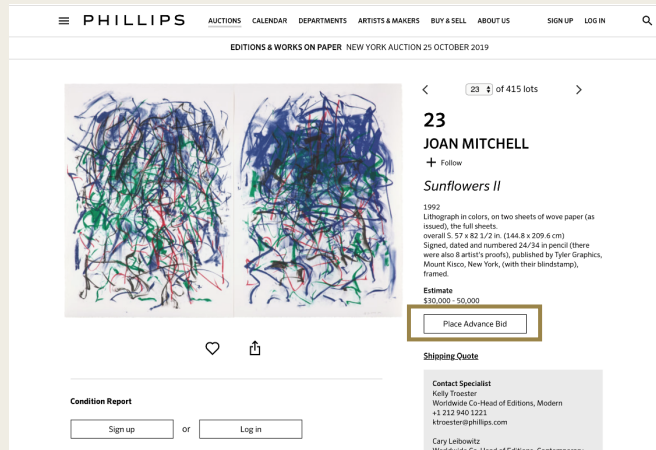 PHILLIPS
AUCTIONS CALENDAR DEPARTMENTS ARTISTS & MAKERS BUY & SELL ABOUT US SIGN UP LOG IN
EDITIONS & WORKS ON PAPER NEW YORK AUCTION 25 OCTOBER 2019
23 of 415 lots
23
JOAN MITCHELL
+ Follow
Sunflowers II
1992
Lithograph in colors, on two sheets of wove paper (as
issued), the full sheets.
overall S. 57 x 82 1/2 in. (144.8 x 209.6 cm)
Signed, dated and numbered 24/34 in pencil (there
were also 8 artist's proofs), published by Tyler Graphics,
Mount Kisco, New York, (with their blindstamp),
framed.
Estimate
$30,000 - 50,000
Place Advance Bid
Shipping Quote
Contact Specialist
Kelly Troester
Worldwide Co-Head of Editions, Modern
+1 212 940 1221
ktroester@phillips.com
Cary Leibowitz
Worldwide Co-Head of Editions, Contemporary
Condition Report
Sign up or Log in